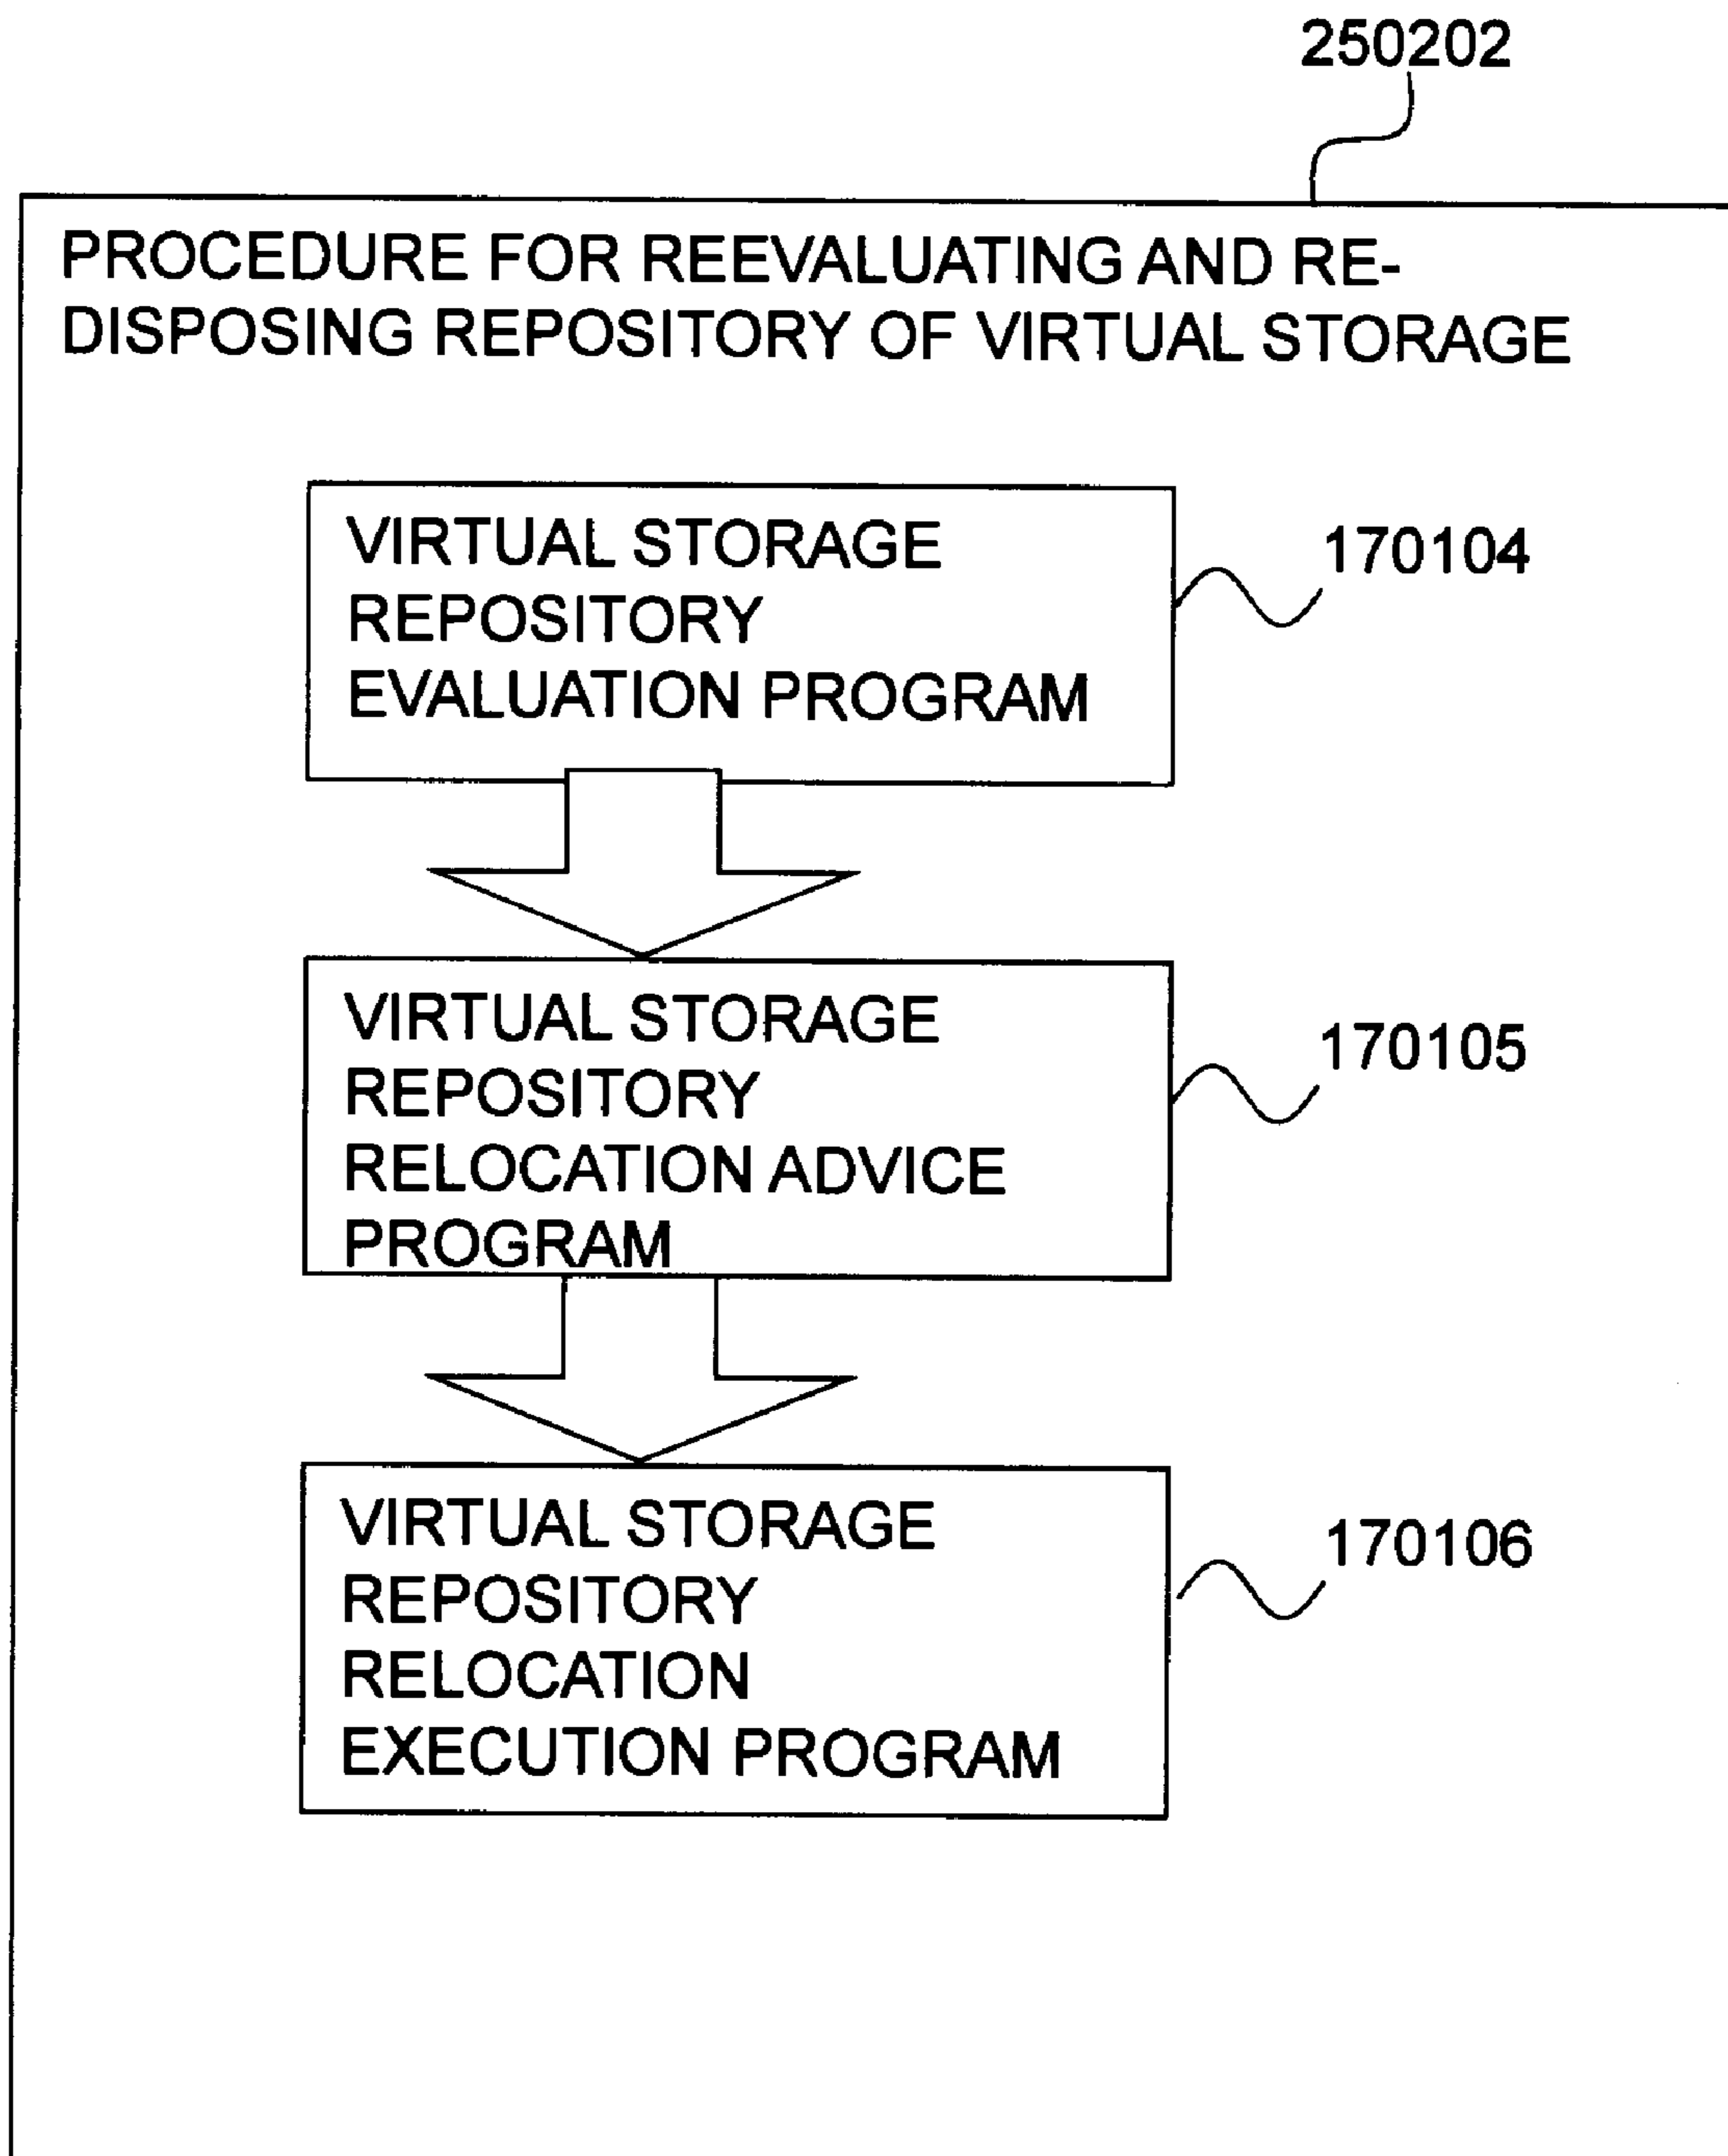 250202
PROCEDURE FOR REEVALUATING AND RE-
DISPOSING REPOSITORY OF VIRTUAL STORAGE
VIRTUAL STORAGE
REPOSITORY
EVALUATION PROGRAM
170104
VIRTUAL STORAGE
REPOSITORY
RELOCATION ADVICE
PROGRAM
170105
VIRTUAL STORAGE
REPOSITORY
RELOCATION
EXECUTION PROGRAM
170106